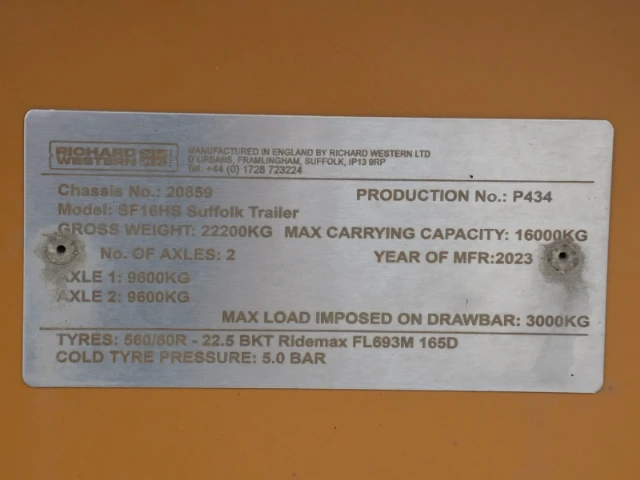 RICHARD
WESTERN
MANUFACTURED IN ENGLAND BY RICHARD WESTERN LTD
D'URBANS, FRAMLINGHAM, SUFFOLK, IP13 9RP
Tel. +44 (0) 1728 723224
Chassis No.: 20859
PRODUCTION No.: P434
Model: SF16HS Suffolk Trailer
GROSS WEIGHT: 22200KG MAX CARRYING CAPACITY: 16000KG
No. OF AXLES: 2 YEAR OF MFR:2023
AXLE 1: 9600KG
AXLE 2: 9600KG
MAX LOAD IMPOSED ON DRAWBAR: 3000KG
TYRES: 560/60R - 22.5 BKT Ridemax FL693M 165D
COLD TYRE PRESSURE: 5.0 BAR